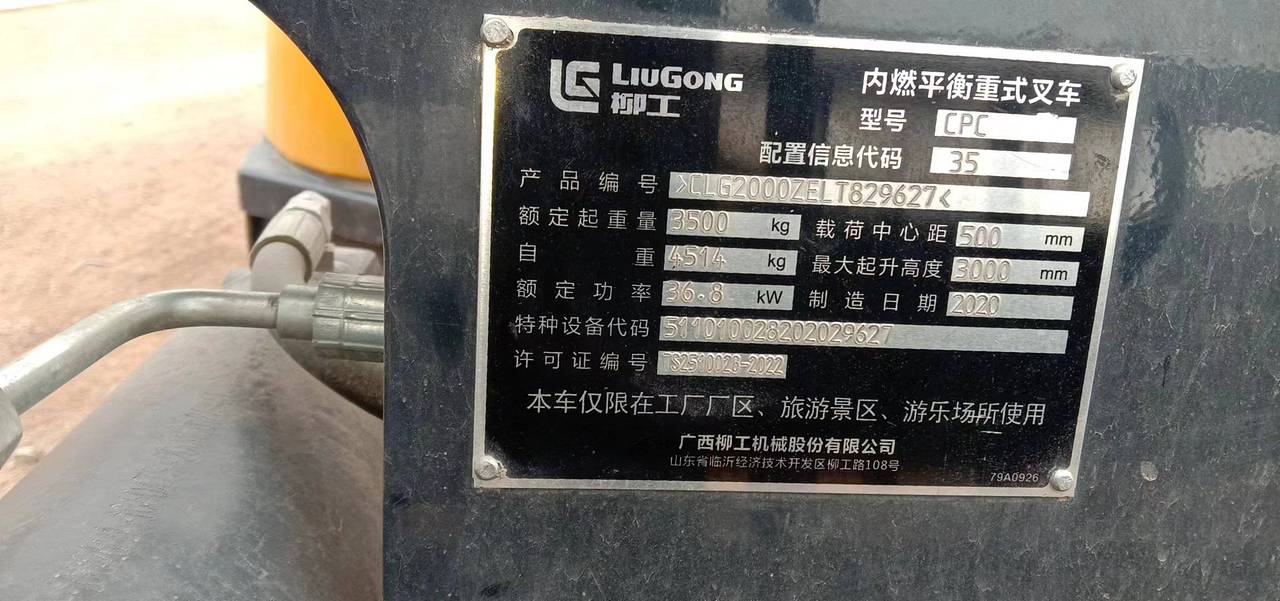 LIUGONG
柳工
内燃平衡重式叉车
型号 CPC
配置信息代码 35
产品编号 >CLG2000ZELT829627<
额定起重量 3500 kg 载荷中心距 500 mm
自重 4514 kg 最大起升高度 3000 mm
额定功率 36.8 kW 制造日期 2020
特种设备代码 511010028202029627
许可证编号 TS2510028-2022
本车仅限在工厂厂区、旅游景区、游乐场所使用
广西柳工机械股份有限公司
山东省临沂经济技术开发区柳工路108号
79A0926